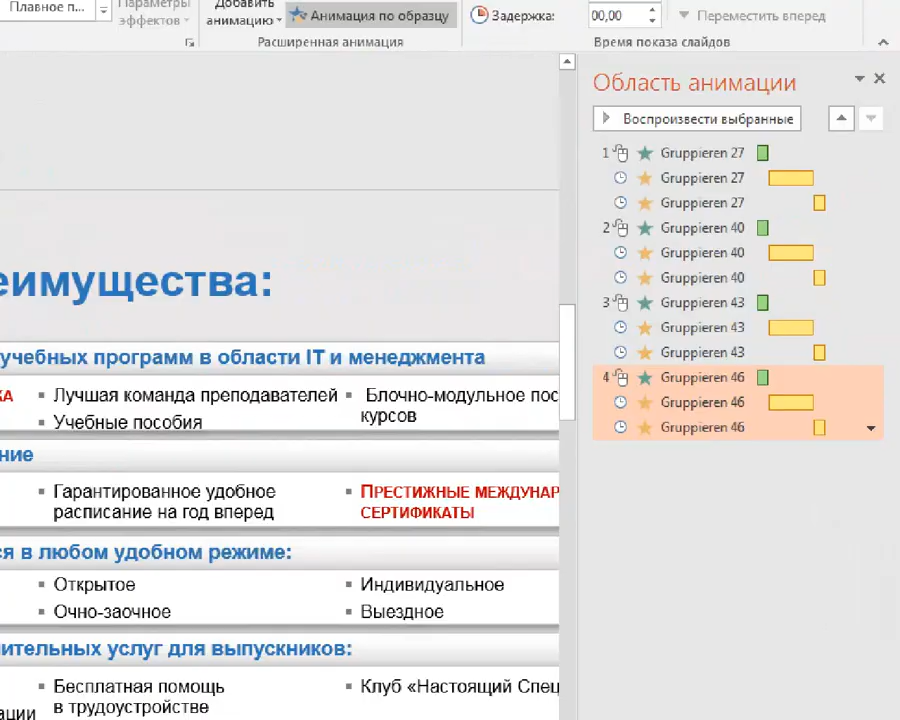 Плавное п...
Параметры
эффектов
Добавить
анимацию
Анимация по образцу
Расширенная анимация
Задержка:
00,00
Переместить вперед
Время показа слайдов
Область анимации
Воспроизвести выбранные
1 Gruppieren 27
Gruppieren 27
Gruppieren 27
2 Gruppieren 40
Gruppieren 40
Gruppieren 40
3 Gruppieren 43
Gruppieren 43
Gruppieren 43
4 Gruppieren 46
Gruppieren 46
Gruppieren 46
еимущества:
учебных программ в области IT и менеджмента
КА
Лучшая команда преподавателей
Учебные пособия
Блочно-модульное пос
курсов
ние
Гарантированное удобное
расписание на год вперед
ПРЕСТИЖНЫЕ МЕЖДУНАР
СЕРТИФИКАТЫ
ся в любом удобном режиме:
Открытое
Очно-заочное
Индивидуальное
Выездное
ительных услуг для выпускников:
ации
Бесплатная помощь
в трудоустройстве
Клуб «Настоящий Спец